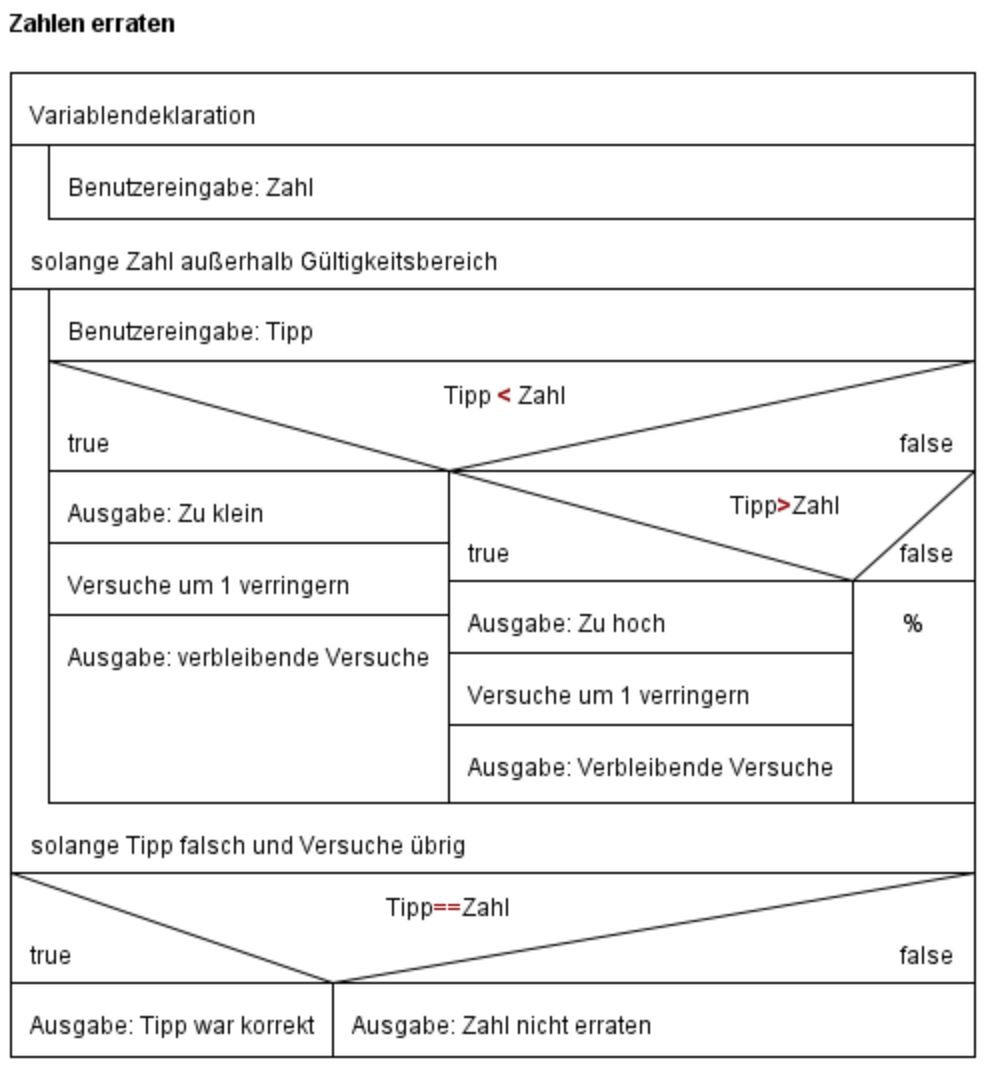 Zahlen erraten
Variablendeklaration
Benutzereingabe: Zahl
solange Zahl außerhalb Gültigkeitsbereich
Benutzereingabe: Tipp
Tipp < Zahl
true
false
Ausgabe: Zu klein
Versuche um 1 verringern
Ausgabe: verbleibende Versuche
Tipp>Zahl
true
false
Ausgabe: Zu hoch
Versuche um 1 verringern
Ausgabe: Verbleibende Versuche
%
solange Tipp falsch und Versuche übrig
Tipp==Zahl
true
false
Ausgabe: Tipp war korrekt
Ausgabe: Zahl nicht erraten